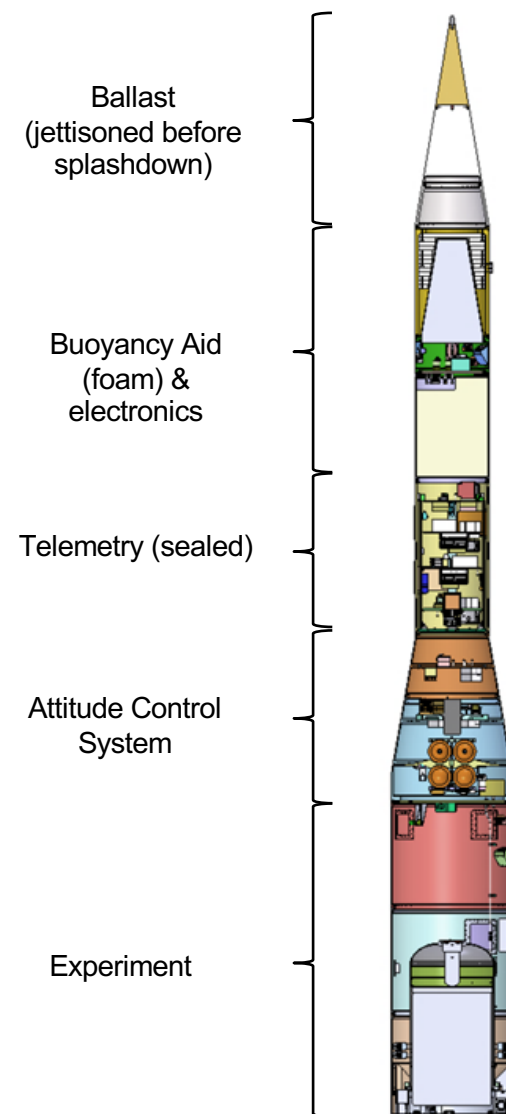 Ballast
(jettisoned before
splashdown)
Buoyancy Aid
(foam) &
electronics
Telemetry (sealed)
Attitude Control
System
Experiment